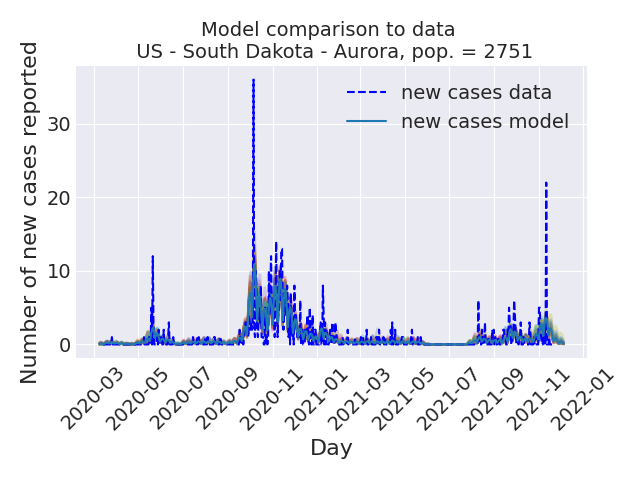 Model comparison to data
US - South Dakota - Aurora, pop. = 2751
Number of new cases reported
30
20
10
0
new cases data
new cases model
2020-03
2020-05
2020-07
2020-09
2020-11
2021-01
2021-03
2021-05
2021-07
2021-09
2021-11
2022-01
Day